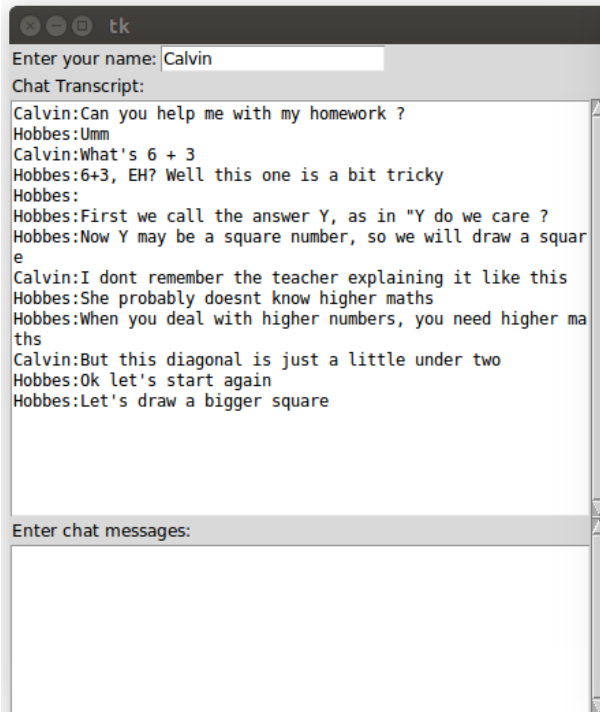 tk
Enter your name: Calvin
Chat Transcript:
Calvin:Can you help me with my homework ?
Hobbes:Umm
Calvin:What's 6 + 3
Hobbes:6+3, EH? Well this one is a bit tricky
Hobbes:
Hobbes:First we call the answer Y, as in "Y do we care ?
Hobbes:Now Y may be a square number, so we will draw a squar
e
Calvin:I dont remember the teacher explaining it like this
Hobbes:She probably doesnt know higher maths
Hobbes:When you deal with higher numbers, you need higher ma
ths
Calvin:But this diagonal is just a little under two
Hobbes:Ok let's start again
Hobbes:Let's draw a bigger square
Enter chat messages: